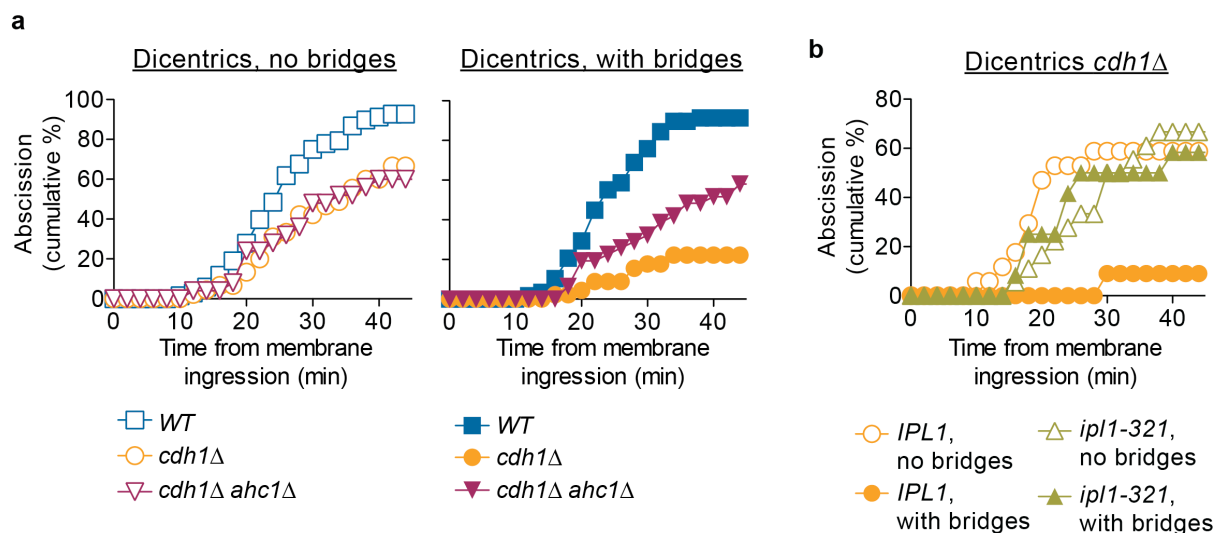 a
Dicentrics, no bridges
Dicentrics, with bridges
b
Dicentrics cdh1Δ
Abscission
(cumulative %)
100
80
60
40
20
0
0 10 20 30 40
Time from membrane
ingression (min)
0 10 20 30 40
Time from membrane
ingression (min)
Abscission
(cumulative %)
80
60
40
20
0
0 10 20 30 40
Time from membrane
ingression (min)
WT
cdh1Δ
cdh1Δ ahc1Δ
WT
cdh1Δ
cdh1Δ ahc1Δ
IPL1,
no bridges
IPL1,
with bridges
ipl1-321,
no bridges
ipl1-321,
with bridges